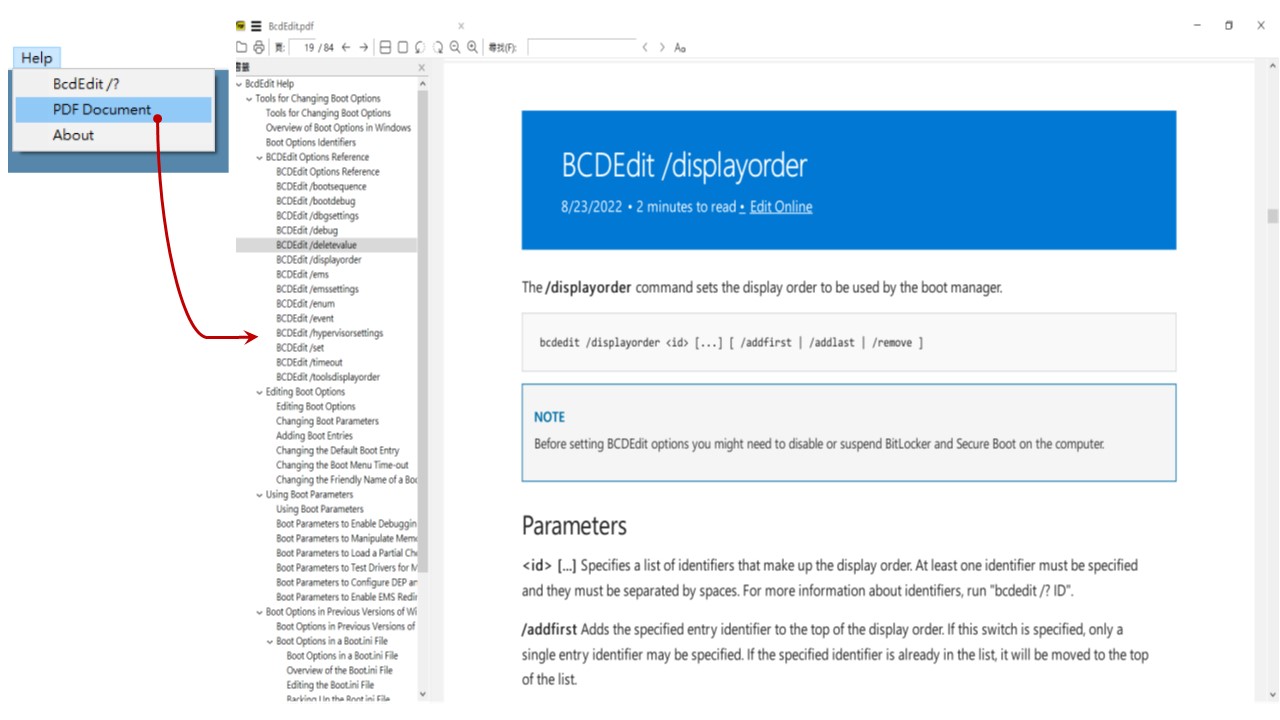 Help
BcdEdit /?
PDF Document
About
BcdEdit.pdf
頁: 19 / 84
尋找(F):
Aa
書籤
BcdEdit Help
Tools for Changing Boot Options
Tools for Changing Boot Options
Overview of Boot Options in Windows
Boot Options Identifiers
BCDEdit Options Reference
BCDEdit Options Reference
BCDEdit /bootsequence
BCDEdit /bootdebug
BCDEdit /dbgsettings
BCDEdit /debug
BCDEdit /deletevalue
BCDEdit /displayorder
BCDEdit /ems
BCDEdit /emssettings
BCDEdit /enum
BCDEdit /event
BCDEdit /hypervisorsettings
BCDEdit /set
BCDEdit /timeout
BCDEdit /toolsdisplayorder
Editing Boot Options
Editing Boot Options
Changing Boot Parameters
Adding Boot Entries
Changing the Default Boot Entry
Changing the Boot Menu Time-out
Changing the Friendly Name of a Boo
Using Boot Parameters
Using Boot Parameters
Boot Parameters to Enable Debuggin
Boot Parameters to Manipulate Mem
Boot Parameters to Load a Partial Ch
Boot Parameters to Test Drivers for M
Boot Parameters to Configure DEP an
Boot Parameters to Enable EMS Redir
Boot Options in Previous Versions of Wi
Boot Options in Previous Versions of
Boot Options in a Boot.ini File
Boot Options in a Boot.ini File
Overview of the Boot.ini File
Editing the Boot.ini File
Backing Up the Boot.ini File
BCDEdit /displayorder
8/23/2022 • 2 minutes to read • Edit Online
The /displayorder command sets the display order to be used by the boot manager.
bcdedit /displayorder <id> [...] [ /addfirst | /addlast | /remove ]
NOTE
Before setting BCDEdit options you might need to disable or suspend BitLocker and Secure Boot on the computer.
Parameters
<id> [...] Specifies a list of identifiers that make up the display order. At least one identifier must be specified
and they must be separated by spaces. For more information about identifiers, run "bcdedit /? ID".
/addfirst Adds the specified entry identifier to the top of the display order. If this switch is specified, only a
single entry identifier may be specified. If the specified identifier is already in the list, it will be moved to the top
of the list.